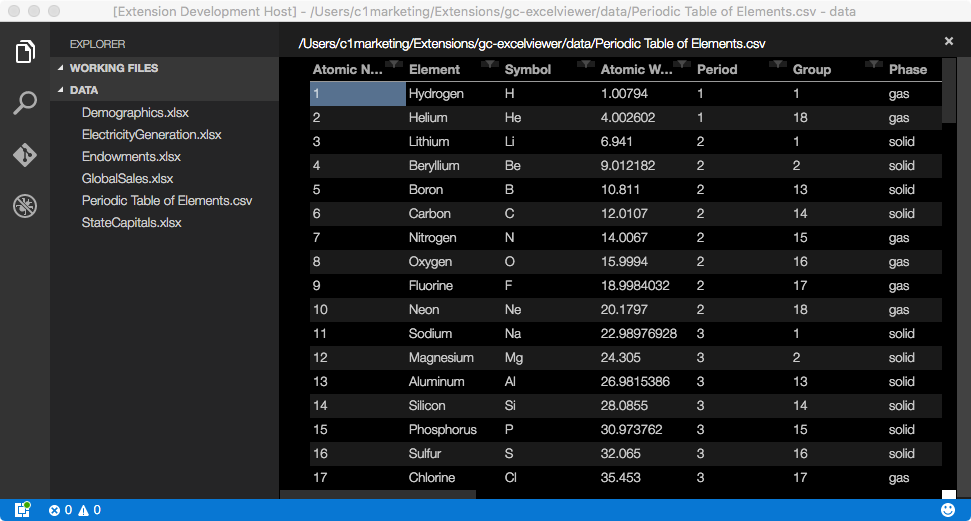 [Extension Development Host] - /Users/c1marketing/Extensions/gc-excelviewer/data/Periodic Table of Elements.csv - data
EXPLORER
WORKING FILES
DATA
Demographics.xlsx
ElectricityGeneration.xlsx
Endowments.xlsx
GlobalSales.xlsx
Periodic Table of Elements.csv
StateCapitals.xlsx
/Users/c1marketing/Extensions/gc-excelviewer/data/Periodic Table of Elements.csv
Atomic N... Element Symbol Atomic W... Period Group Phase
1 Hydrogen H 1.00794 1 1 gas
2 Helium He 4.002602 1 18 gas
3 Lithium Li 6.941 2 1 solid
4 Beryllium Be 9.012182 2 2 solid
5 Boron B 10.811 2 13 solid
6 Carbon C 12.0107 2 14 solid
7 Nitrogen N 14.0067 2 15 gas
8 Oxygen O 15.9994 2 16 gas
9 Fluorine F 18.9984032 2 17 gas
10 Neon Ne 20.1797 2 18 gas
11 Sodium Na 22.98976928 3 1 solid
12 Magnesium Mg 24.305 3 2 solid
13 Aluminum Al 26.9815386 3 13 solid
14 Silicon Si 28.0855 3 14 solid
15 Phosphorus P 30.973762 3 15 solid
16 Sulfur S 32.065 3 16 solid
17 Chlorine Cl 35.453 3 17 gas
0 0